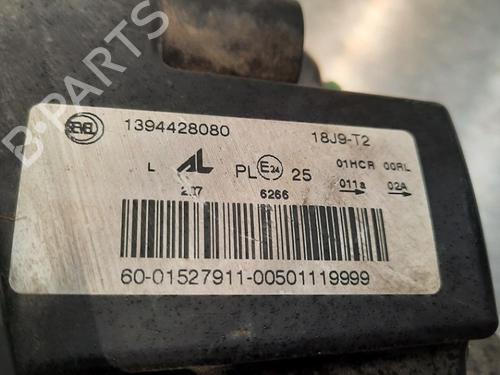 B-PARTS
SEVEL 1394428080 18J9-T2
L AL PL E24 25 01HCR 00RL
2.07 6266 011a 02A
60-01527911-00501119999